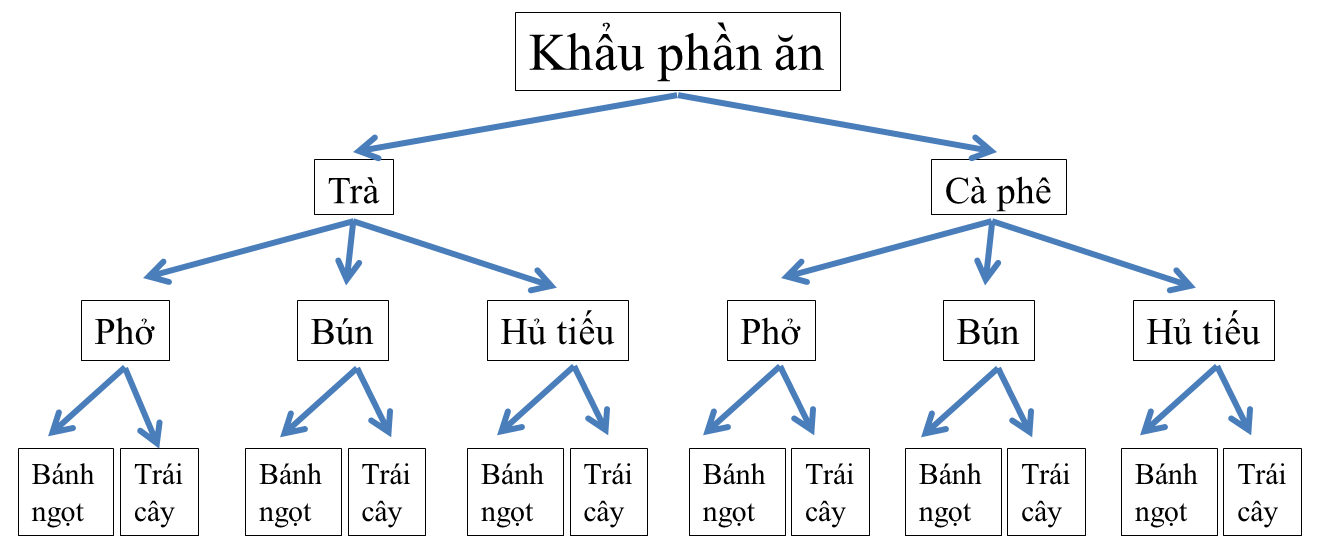 Khẩu phần ăn
Trà
Cà phê
Phở
Bún
Hủ tiếu
Phở
Bún
Hủ tiếu
Bánh
ngọt
Trái
cây
Bánh
ngọt
Trái
cây
Bánh
ngọt
Trái
cây
Bánh
ngọt
Trái
cây
Bánh
ngọt
Trái
cây
Bánh
ngọt
Trái
cây